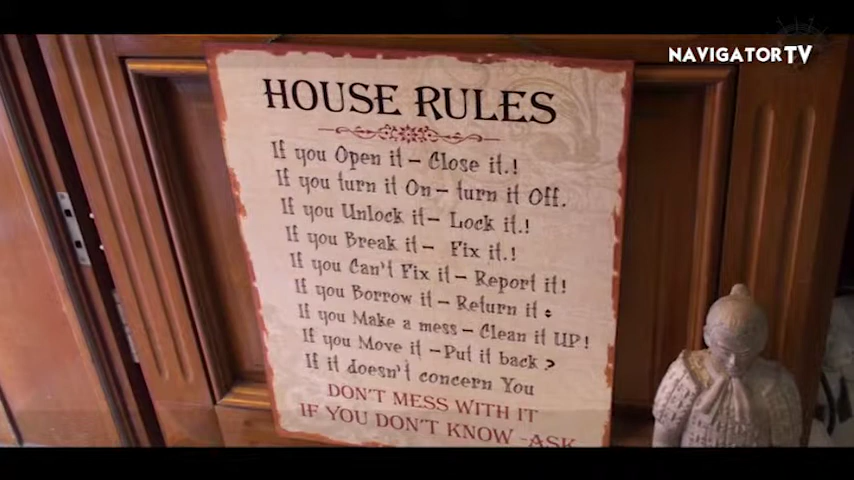 NAVIGATORTV
HOUSE RULES
If you Open it – Close it.!
If you turn it On – turn it Off.
If you Unlock it – Lock it.!
If you Break it – Fix it.!
If you Can't Fix it – Report it!
If you Borrow it – Return it :
If you Make a mess – Clean it UP!
If you Move it – Put it back ?
If it doesn't concern You
DON'T MESS WITH IT
IF YOU DON'T KNOW -ASK